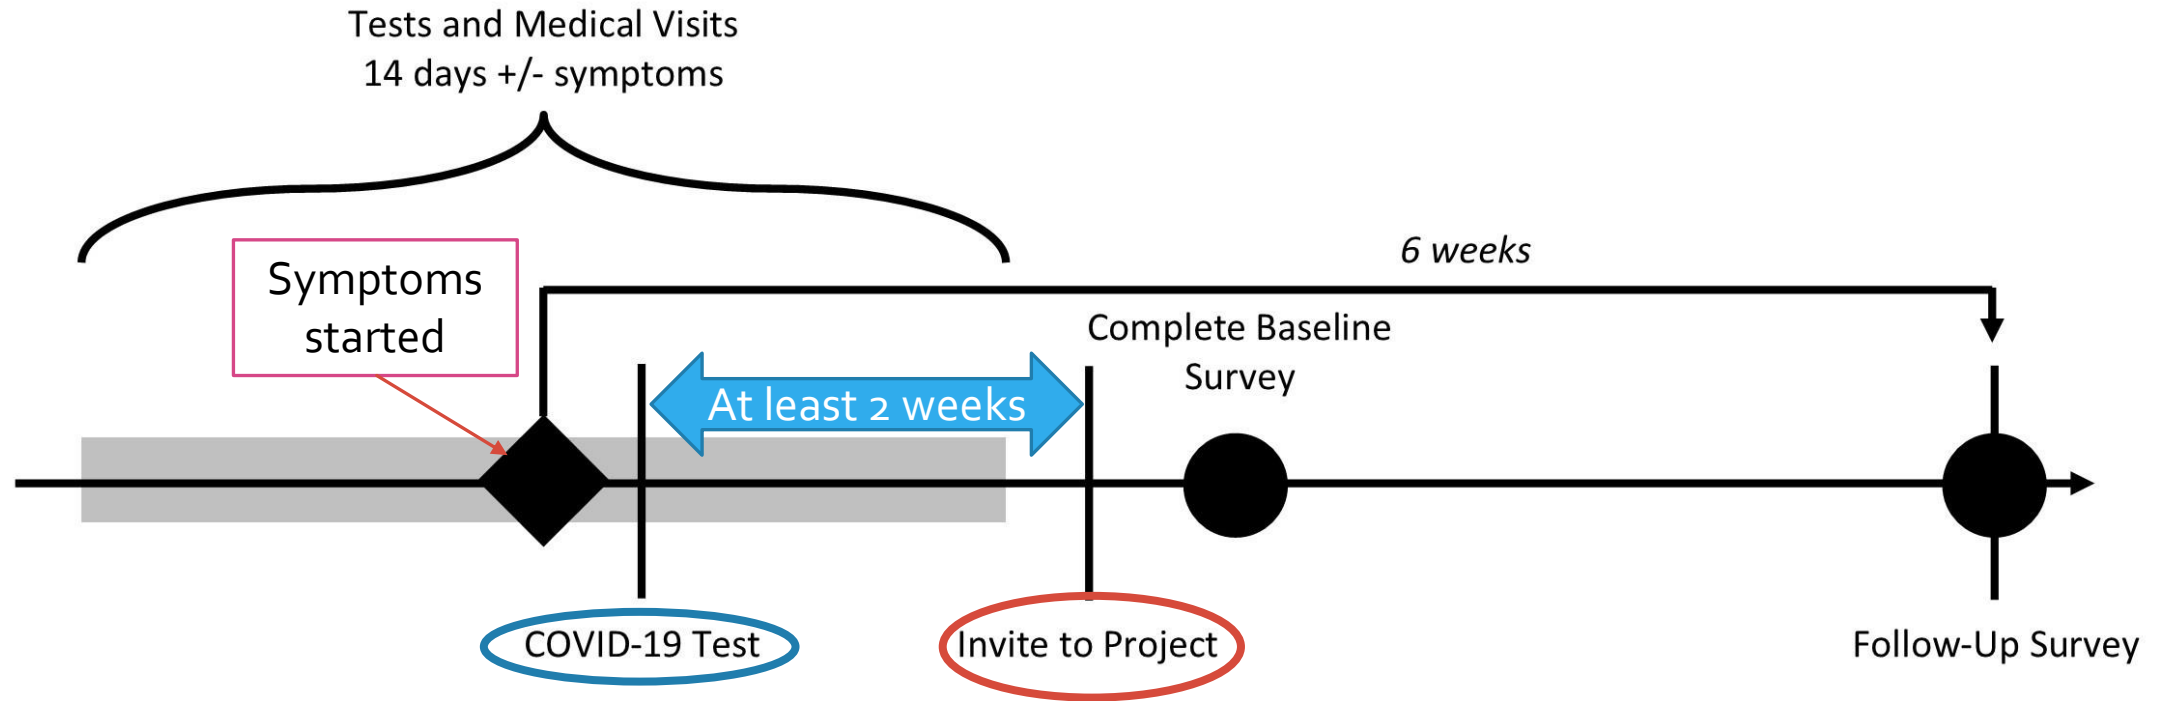 Tests and Medical Visits
14 days +/- symptoms
Symptoms
started
6 weeks
Complete Baseline
Survey
At least 2 weeks
COVID-19 Test
Invite to Project
Follow-Up Survey